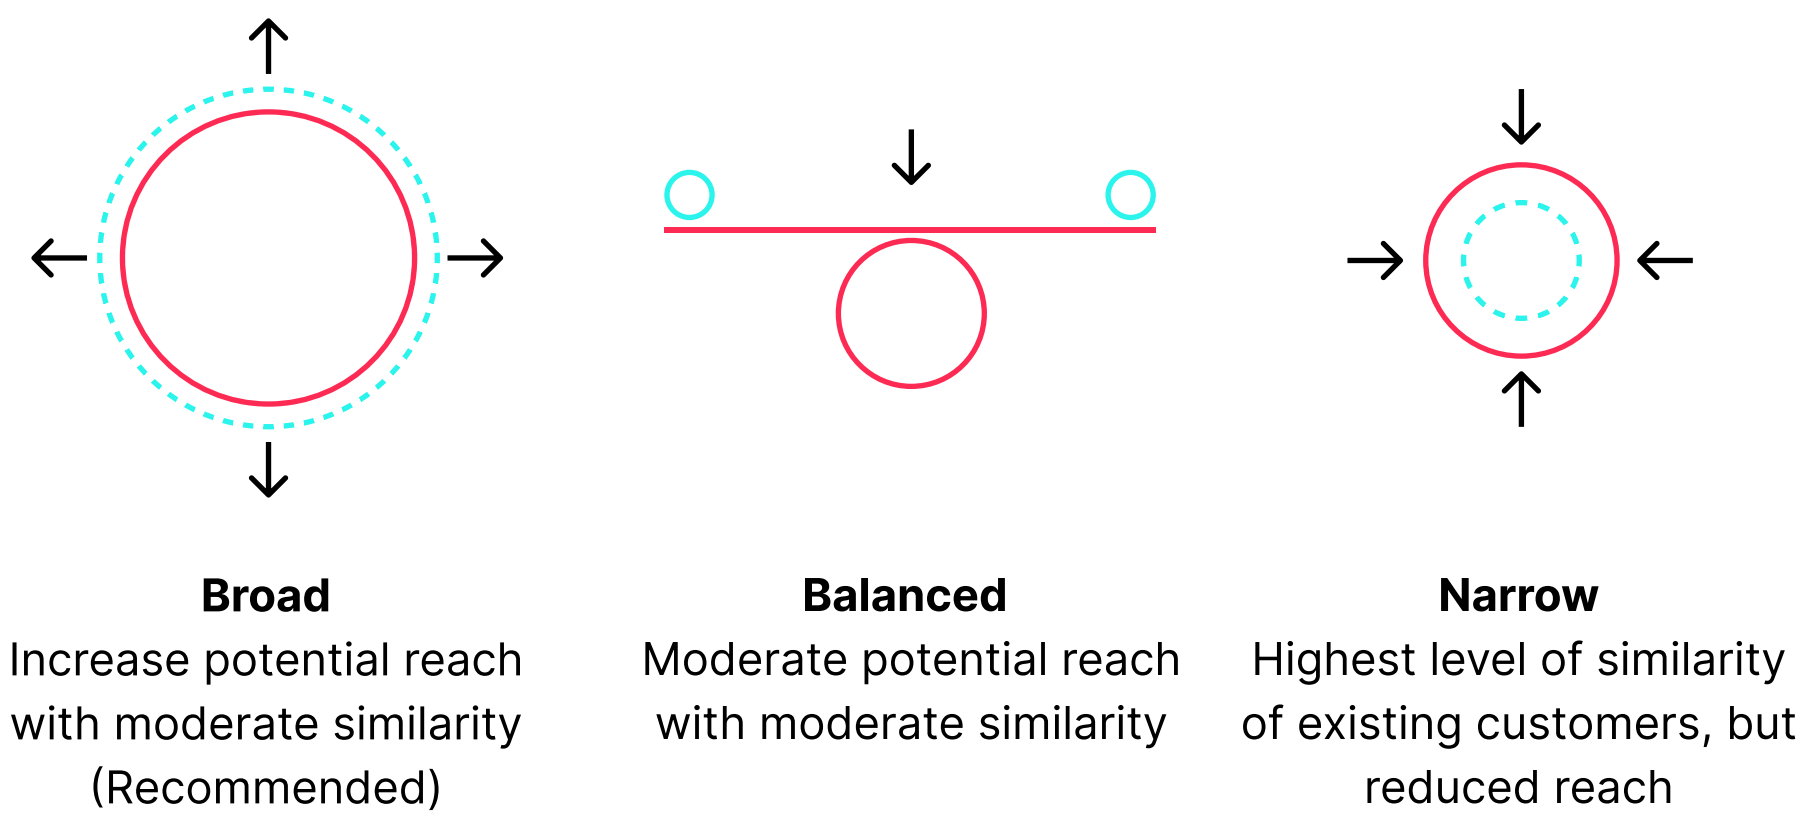 Broad
Increase potential reach
with moderate similarity
(Recommended)
Balanced
Moderate potential reach
with moderate similarity
Narrow
Highest level of similarity
of existing customers, but
reduced reach